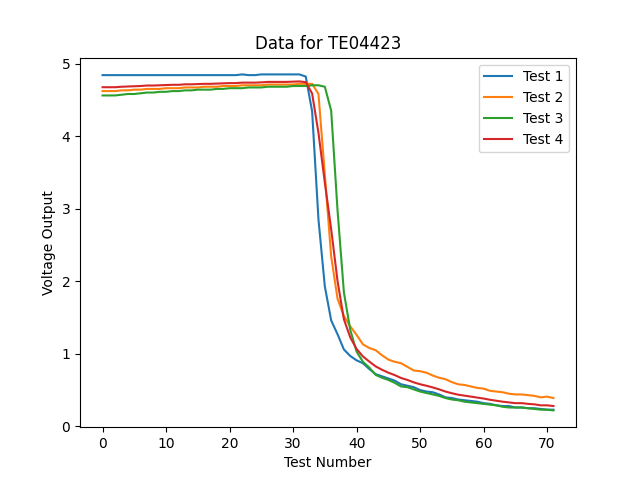 Data for TE04423
Voltage Output
5
4
3
2
1
0
Test 1
Test 2
Test 3
Test 4
0 10 20 30 40 50 60 70
Test Number